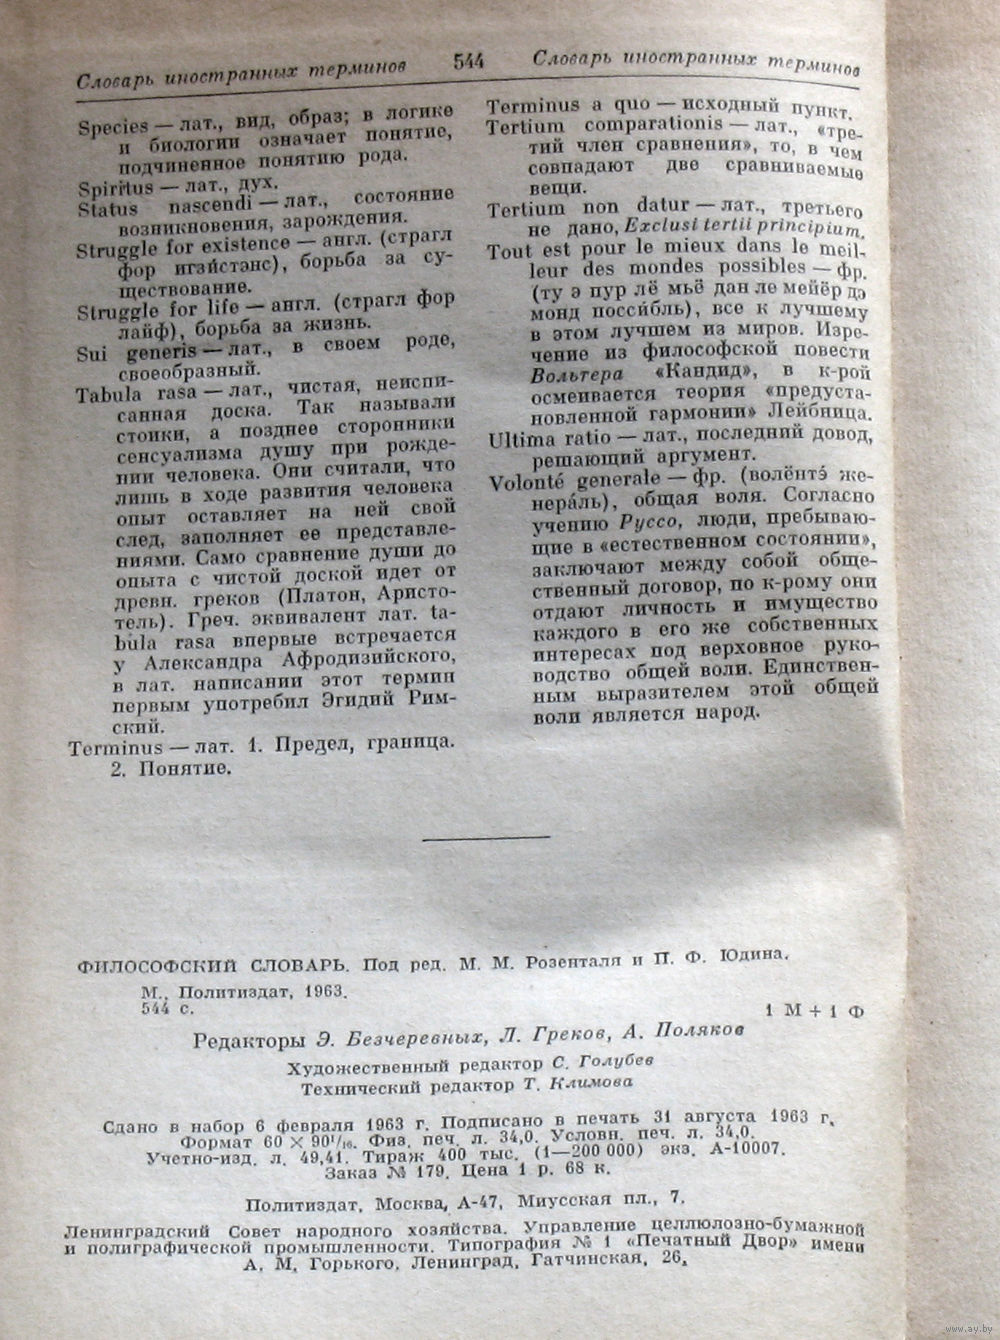 Словарь иностранных терминов 544 Словарь иностранных терминов
Species — лат., вид, образ; в логике
и биологии означает понятие,
подчиненное понятию рода.
Spiritus — лат., дух.
Status nascendi — лат., состояние
возникновения, зарождения.
Struggle for existence — англ. (страгл
фор игзистэнс), борьба за су-
ществование.
Struggle for life — англ. (страгл фор
лайф), борьба за жизнь.
Sui generis — лат., в своем роде,
своеобразный.
Tabula rasa — лат., чистая, неиспи-
санная доска. Так называли
стоики, а позднее сторонники
сенсуализма душу при рожде-
нии человека. Они считали, что
лишь в ходе развития человека
опыт оставляет на ней свой
след, заполняет ее представле-
ниями. Само сравнение души до
опыта с чистой доской идет от
древн. греков (Платон, Аристо-
тель). Греч. эквивалент лат. ta-
bula rasa впервые встречается
у Александра Афродизийского,
в лат. написании этот термин
первым употребил Эгидий Рим-
ский.
Terminus — лат. 1. Предел, граница.
2. Понятие.
Terminus a quo — исходный пункт.
Tertium comparationis — лат., «тре-
тий член сравнения», то, в чем
совпадают две сравниваемые
вещи.
Tertium non datur — лат., третьего
не дано, Exclusi tertii principium.
Tout est pour le mieux dans le meil-
leur des mondes possibles — фр.
(ту э пур лё мьё дан ле мейёр дэ
монд поссибль), все к лучшему
в этом лучшем из миров. Изре-
чение из философской повести
Вольтера «Кандид», в к-рой
осмеивается теория «предуста-
новленной гармонии» Лейбница.
Ultima ratio — лат., последний довод,
решающий аргумент.
Volonté generale — фр. (волёнтэ же-
нерáль), общая воля. Согласно
учению Руссо, люди, пребываю-
щие в «естественном состоянии»,
заключают между собой обще-
ственный договор, по к-рому они
отдают личность и имущество
каждого в его же собственных
интересах под верховное руко-
водство общей воли. Единствен-
ным выразителем этой общей
воли является народ.
ФИЛОСОФСКИЙ СЛОВАРЬ. Под ред. М. М. Розенталя и П. Ф. Юдина.
М., Политиздат, 1963.
544 с. 1 М + 1 Ф
Редакторы Э. Безчеревных, Л. Греков, А. Поляков
Художественный редактор С. Голубев
Технический редактор Т. Климова
Сдано в набор 6 февраля 1963 г. Подписано в печать 31 августа 1963 г.
Формат 60 × 90¹/₁₆. Физ. печ. л. 34,0. Условн. печ. л. 34,0.
Учетно-изд. л. 49,41. Тираж 400 тыс. (1—200 000) экз. А-10007.
Заказ № 179. Цена 1 р. 68 к.
Политиздат, Москва, А-47, Миусская пл., 7.
Ленинградский Совет народного хозяйства. Управление целлюлозно-бумажной
и полиграфической промышленности. Типография № 1 «Печатный Двор» имени
А. М. Горького. Ленинград, Гатчинская, 26.
www.ay.by